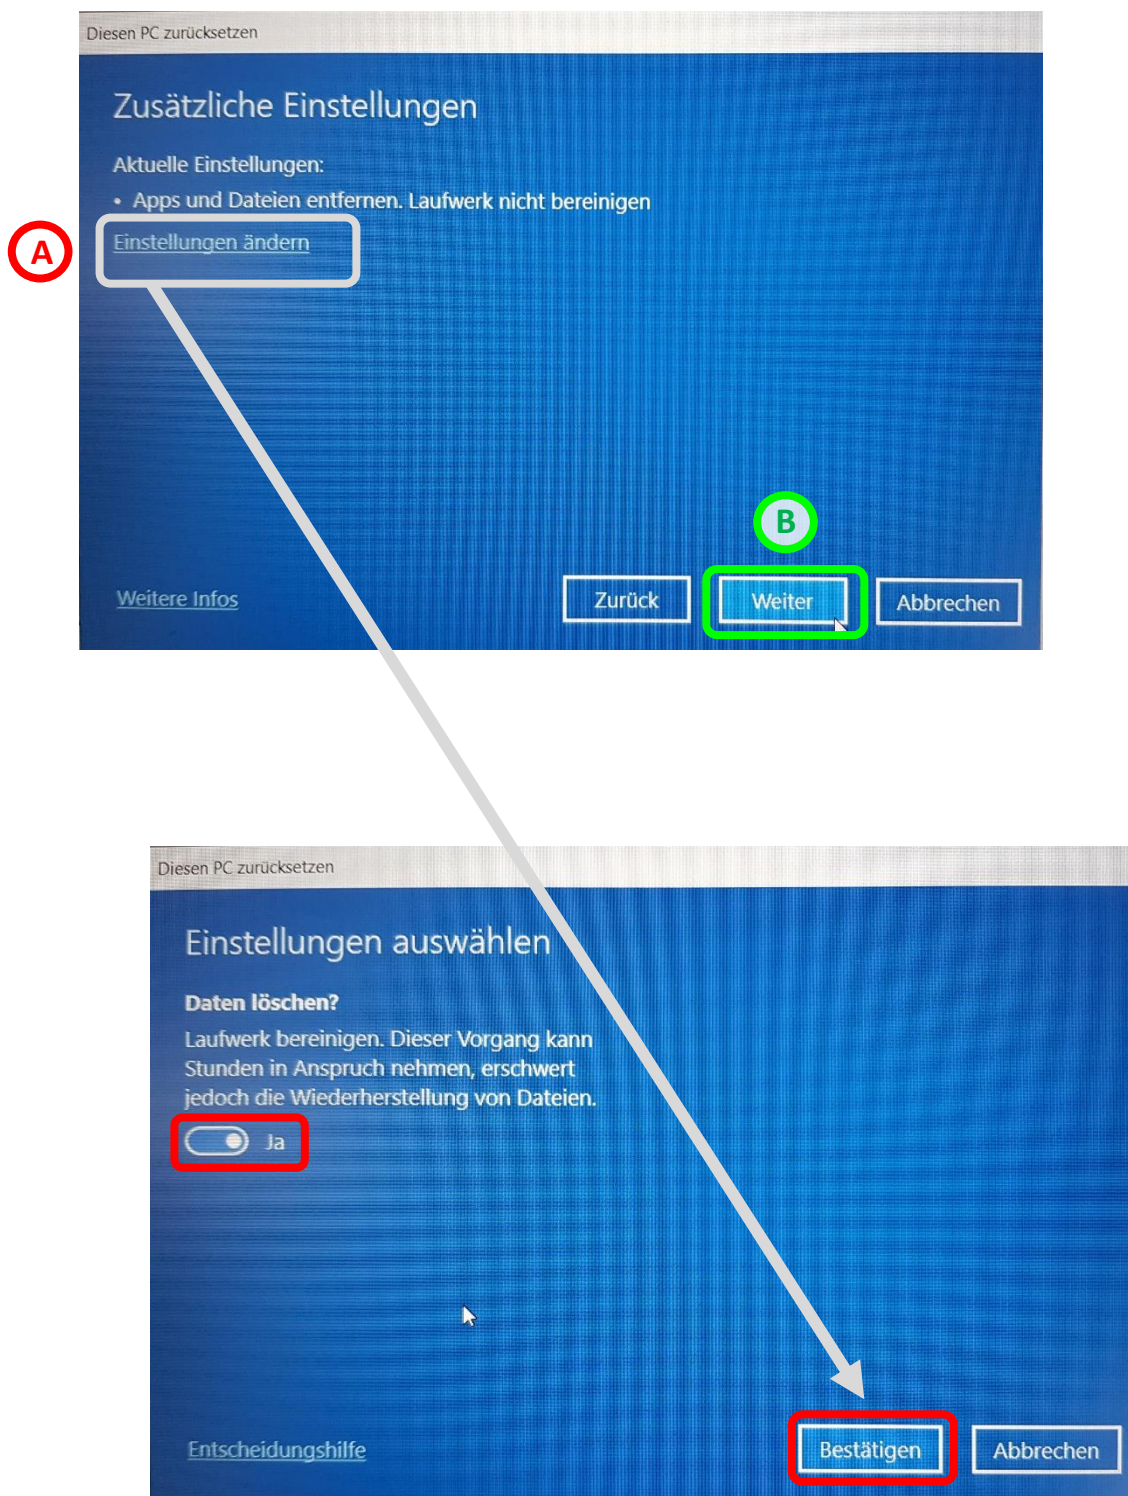 Diesen PC zurücksetzen
Zusätzliche Einstellungen
Aktuelle Einstellungen:
• Apps und Dateien entfernen. Laufwerk nicht bereinigen
A
Einstellungen ändern
B
Weitere Infos
Zurück
Weiter
Abbrechen
Diesen PC zurücksetzen
Einstellungen auswählen
Daten löschen?
Laufwerk bereinigen. Dieser Vorgang kann
Stunden in Anspruch nehmen, erschwert
jedoch die Wiederherstellung von Dateien.
Ja
Entscheidungshilfe
Bestätigen
Abbrechen